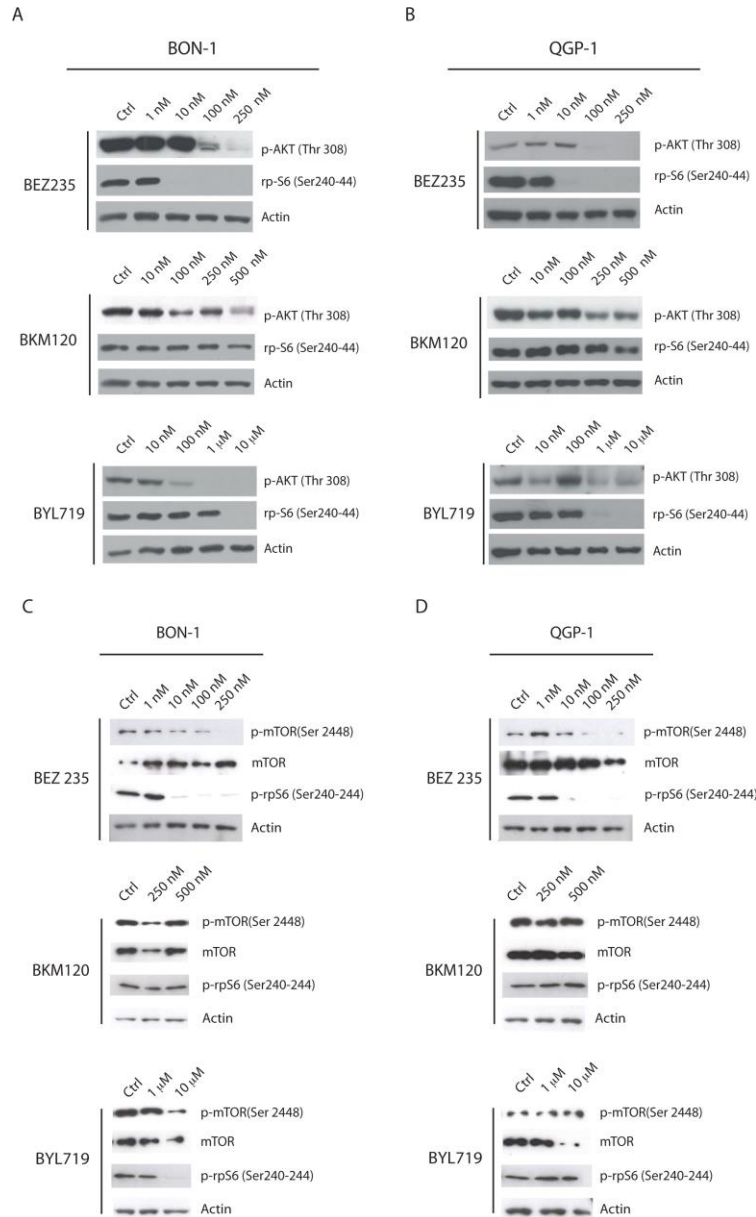 A
BON-1
Ctrl 1 nM 10 nM 100 nM 250 nM
BEZ235
p-AKT (Thr 308)
rp-S6 (Ser240-44)
Actin
Ctrl 10 nM 100 nM 250 nM 500 nM
BKM120
p-AKT (Thr 308)
rp-S6 (Ser240-44)
Actin
Ctrl 10 nM 100 nM 1 μM 10 μM
BYL719
p-AKT (Thr 308)
rp-S6 (Ser240-44)
Actin
B
QGP-1
Ctrl 1 nM 10 nM 100 nM 250 nM
BEZ235
p-AKT (Thr 308)
rp-S6 (Ser240-44)
Actin
Ctrl 10 nM 100 nM 250 nM 500 nM
BKM120
p-AKT (Thr 308)
rp-S6 (Ser240-44)
Actin
Ctrl 10 nM 100 nM 1 μM 10 μM
BYL719
p-AKT (Thr 308)
rp-S6 (Ser240-44)
Actin
C
BON-1
Ctrl 1 nM 10 nM 100 nM 250 nM
BEZ 235
p-mTOR(Ser 2448)
mTOR
p-rpS6 (Ser240-244)
Actin
Ctrl 250 nM 500 nM
BKM120
p-mTOR(Ser 2448)
mTOR
p-rpS6 (Ser240-244)
Actin
Ctrl 1 μM 10 μM
BYL719
p-mTOR(Ser 2448)
mTOR
p-rpS6 (Ser240-244)
Actin
D
QGP-1
Ctrl 1 nM 10 nM 100 nM 250 nM
BEZ 235
p-mTOR(Ser 2448)
mTOR
p-rpS6 (Ser240-244)
Actin
Ctrl 250 nM 500 nM
BKM120
p-mTOR(Ser 2448)
mTOR
p-rpS6 (Ser240-244)
Actin
Ctrl 1 μM 10 μM
BYL719
p-mTOR(Ser 2448)
mTOR
p-rpS6 (Ser240-244)
Actin